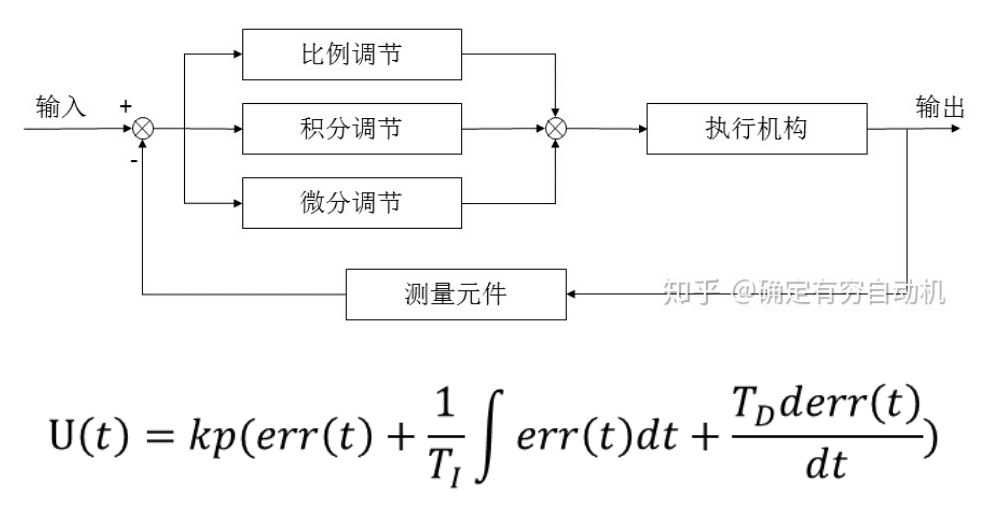 输入
+
-
比例调节
积分调节
微分调节
执行机构
输出
测量元件
知乎 @确定有穷自动机
U(t) = kp(err(t) + \frac{1}{T_I} \int err(t)dt + \frac{T_D derr(t)}{dt})